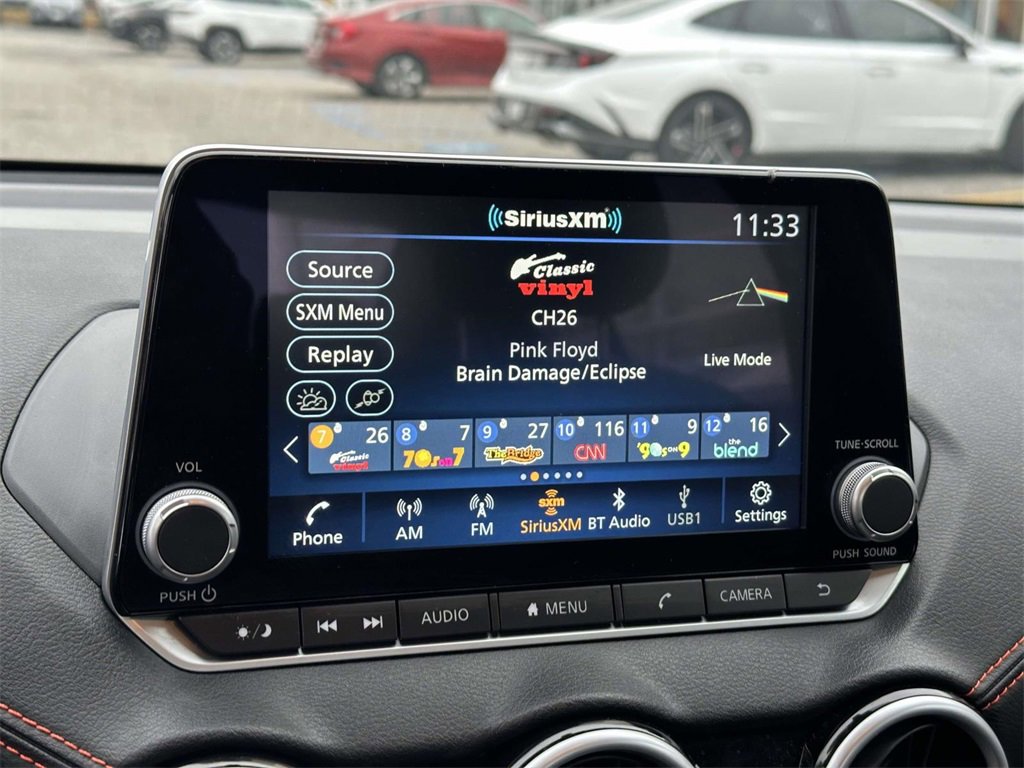 SiriusXM
11:33
Source
SXM Menu
Replay
Classic
vinyl
CH26
Pink Floyd
Brain Damage/Eclipse
Live Mode
7 26
Classic
vinyl
8 7
70s on 7
9 27
The Bridge
10 116
CNN
11 9
90s on 9
12 16
the
blend
Phone
AM
FM
sxm
SiriusXM
BT Audio
USB1
Settings
VOL
PUSH
TUNE·SCROLL
PUSH SOUND
AUDIO
MENU
CAMERA